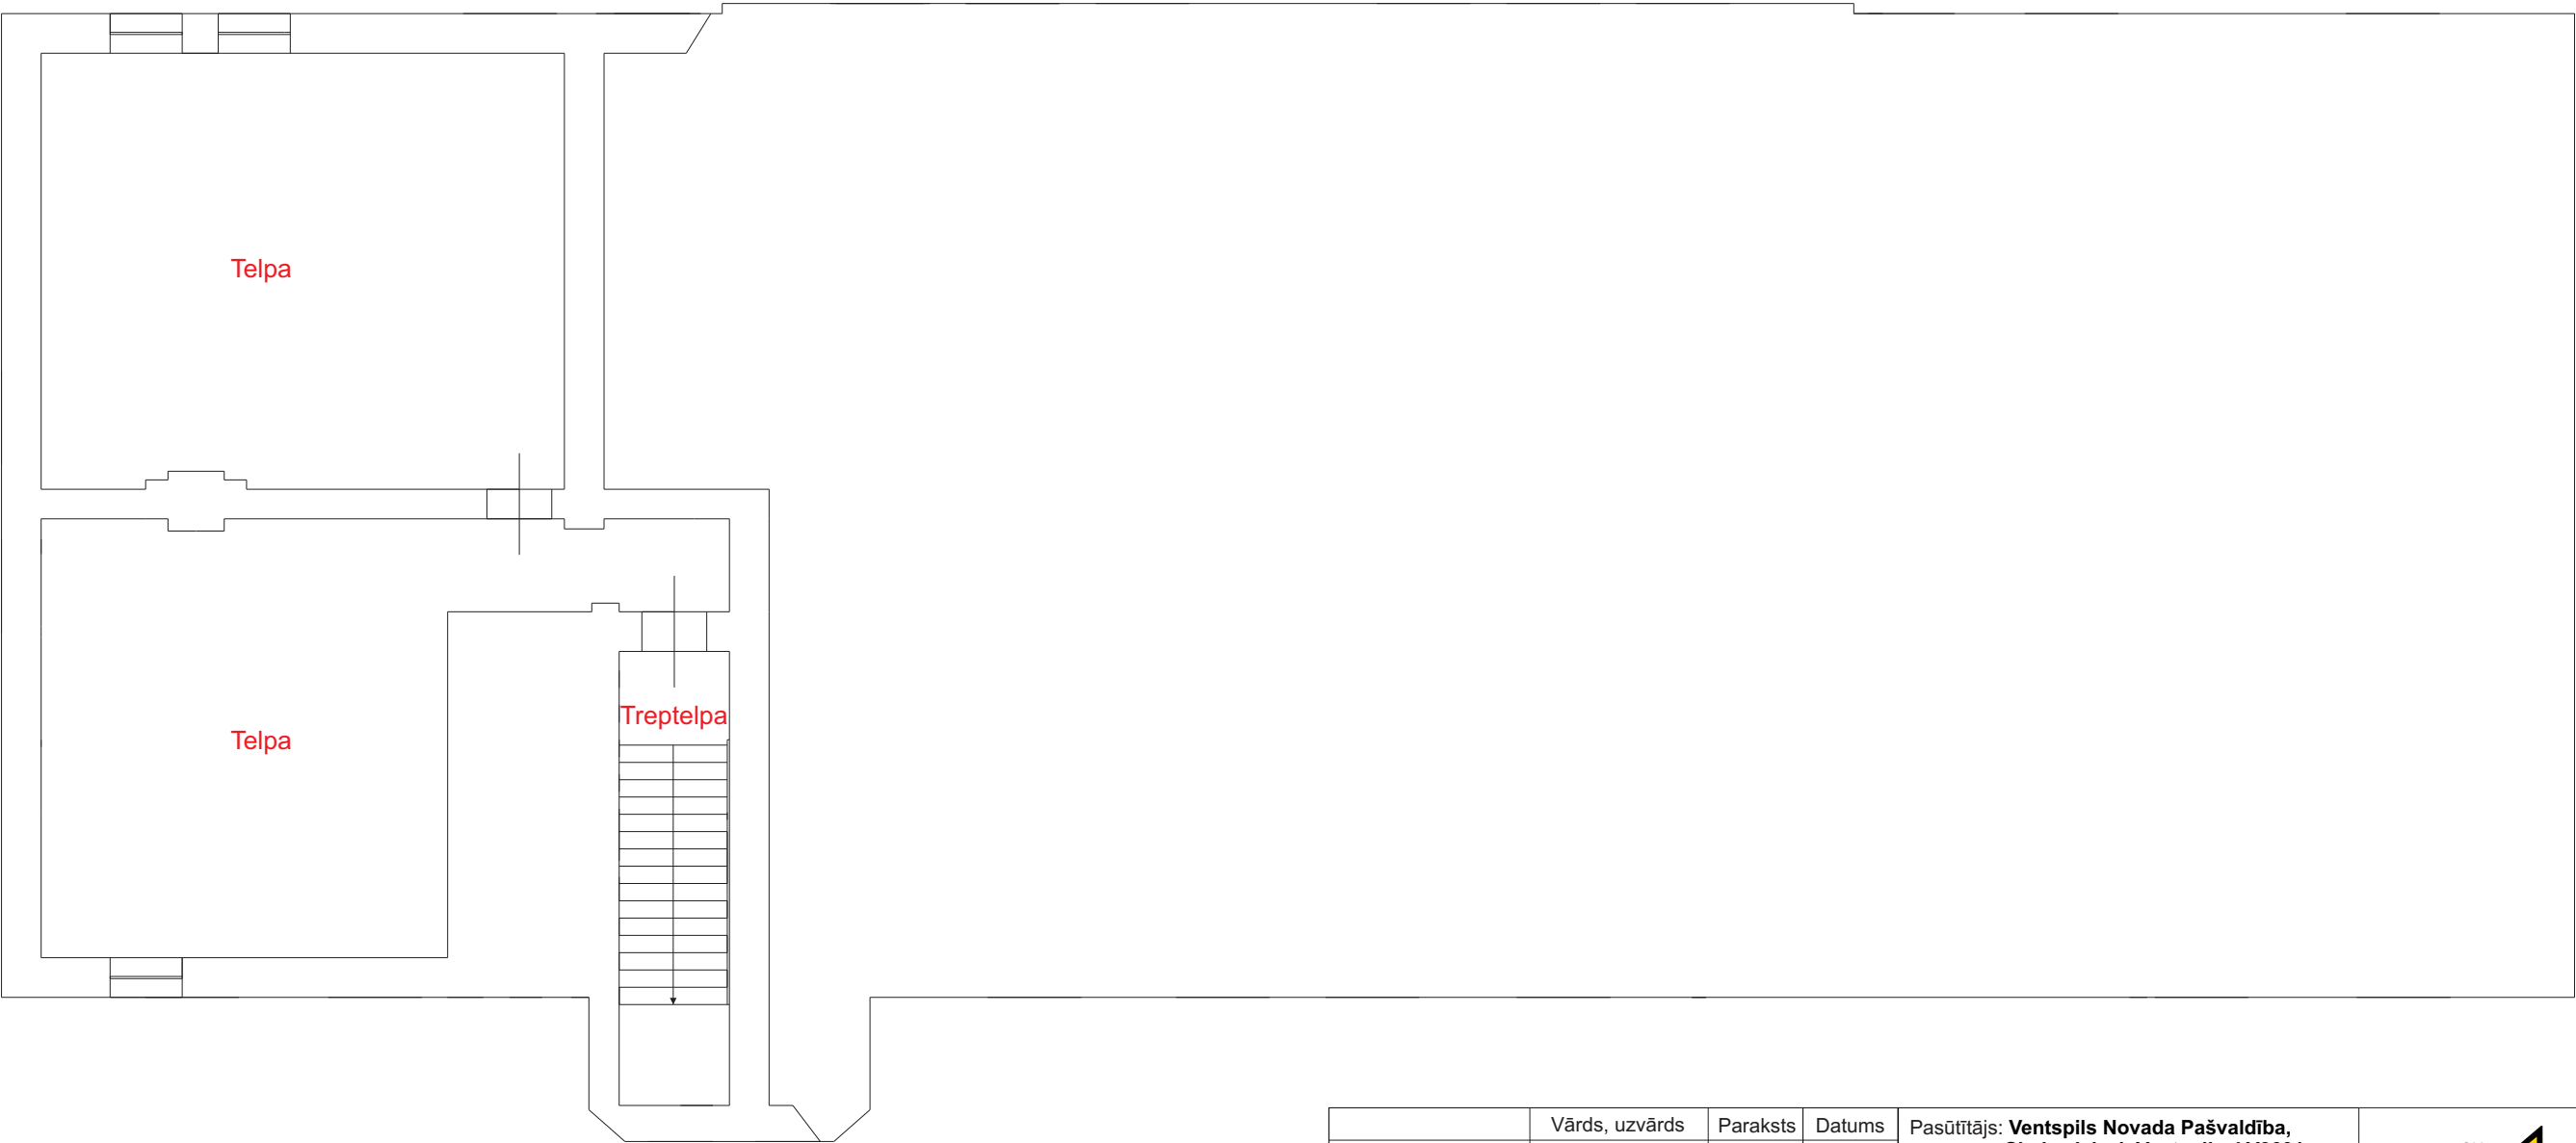 Telpa
Treptelpa
Telpa
Vārds, uzvārds
Paraksts
Datums
Pasūtītājs: Ventspils Novada Pašvaldība,